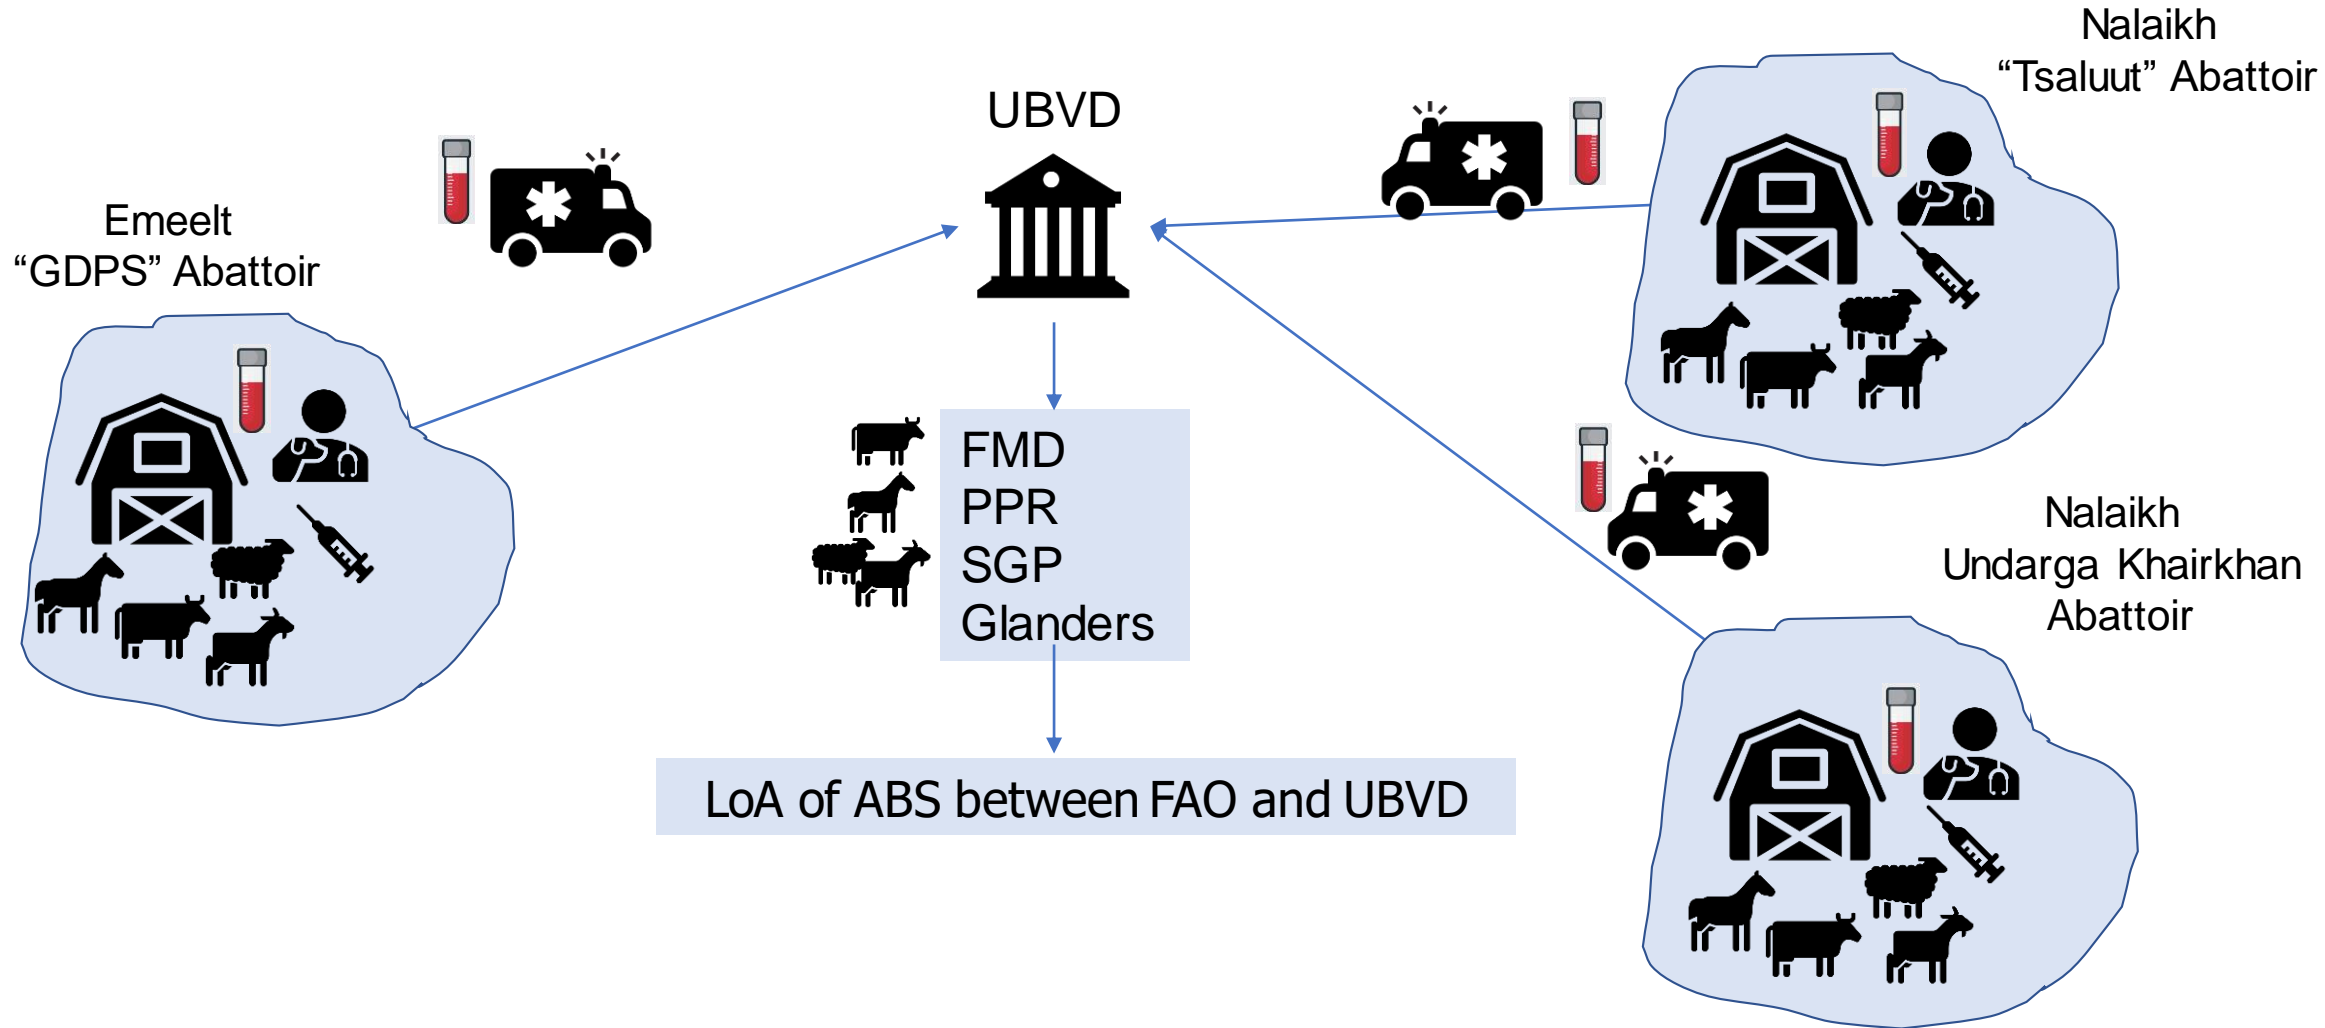 Nalaikh
“Tsaluut” Abattoir
UBVD
Emeelt
“GDPS” Abattoir
FMD
PPR
SGP
Glanders
Nalaikh
Undarga Khairkhan
Abattoir
LoA of ABS between FAO and UBVD